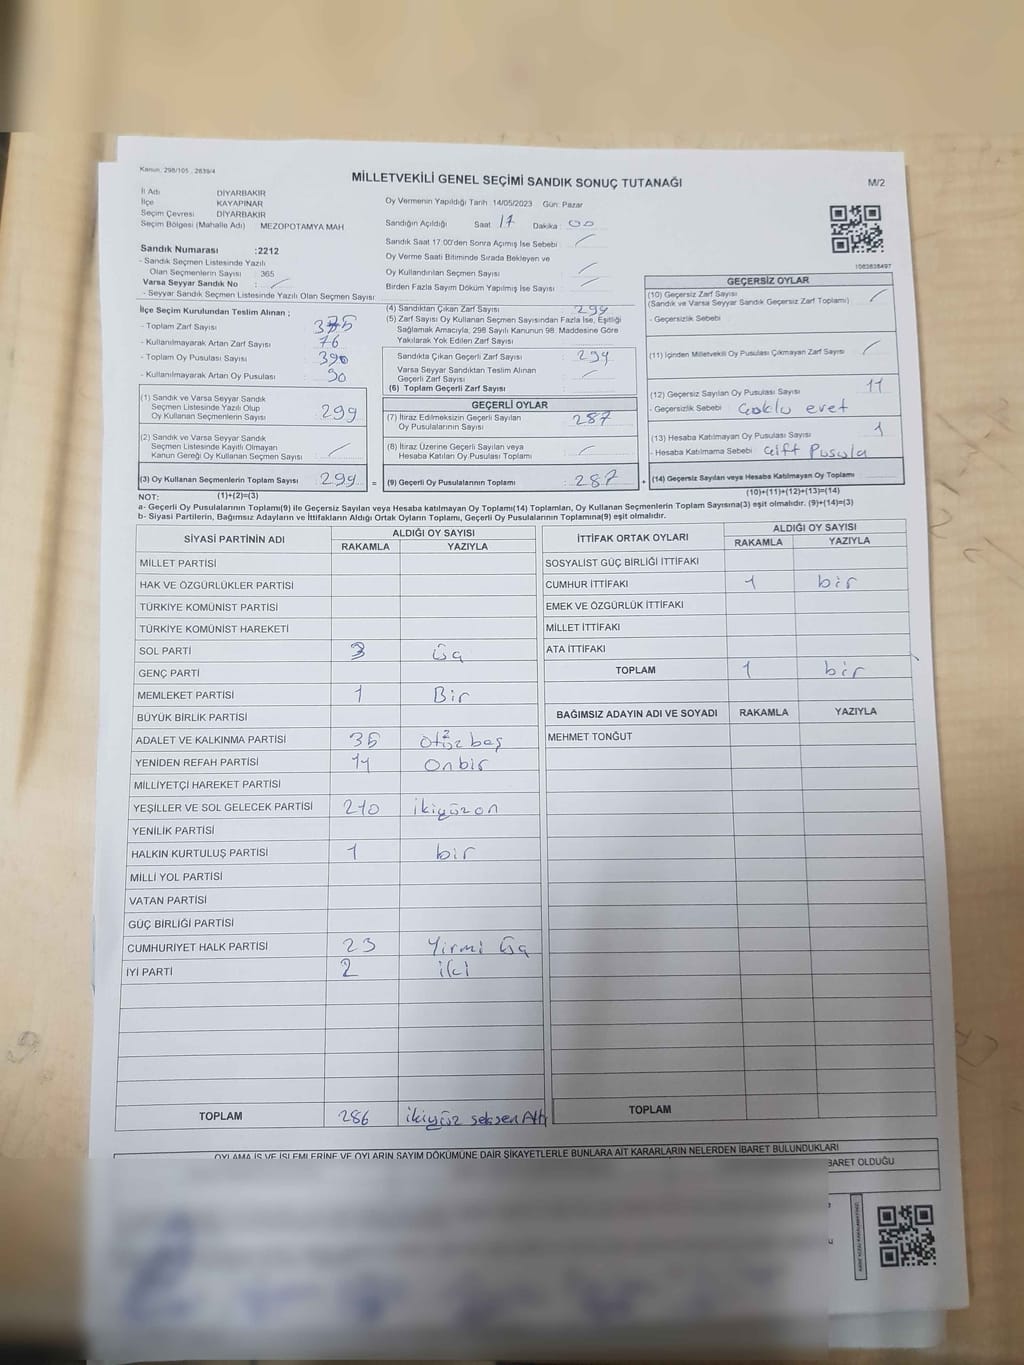 Kanun, 298/105 , 2839/4
MİLLETVEKİLİ GENEL SEÇİMİ SANDIK SONUÇ TUTANAĞI
M/2
İl Adı DİYARBAKIR
İlçe KAYAPINAR
Seçim Çevresi DİYARBAKIR
Seçim Bölgesi (Mahalle Adı) MEZOPOTAMYA MAH.
Oy Vermenin Yapıldığı Tarih 14/05/2023 Gün: Pazar
Sandığın Açıldığı Saat 17 Dakika : 00
Sandık Saat 17 00'den Sonra Açımış İse Sebebi :
Oy Verme Saati Bitiminde Sırada Bekleyen ve
Oy Kullandırılan Seçmen Sayısı :
Birden Fazla Sayım Döküm Yapılmış İse Sayısı :
Sandık Numarası :2212
- Sandık Seçmen Listesinde Yazılı
Olan Seçmenlerin Sayısı : 365
Varsa Seyyar Sandık No :
- Seyyar Sandık Seçmen Listesinde Yazılı Olan Seçmen Sayısı:
İlçe Seçim Kurulundan Teslim Alınan ;
- Toplam Zarf Sayısı : 375
- Kullanılmayarak Artan Zarf Sayısı : 76
- Toplam Oy Pusulası Sayısı : 390
- Kullanılmayarak Artan Oy Pusulası : 90
(1) Sandık ve Varsa Seyyar Sandık
Seçmen Listesinde Yazılı Olup
Oy Kullanan Seçmenlerin Sayısı : 299
(2) Sandık ve Varsa Seyyar Sandık
Seçmen Listesinde Kayıtlı Olmayan
Kanun Gereği Oy Kullanan Seçmen Sayısı :
(3) Oy Kullanan Seçmenlerin Toplam Sayısı : 299 =
(1)+(2)=(3)
(4) Sandıktan Çıkan Zarf Sayısı : 299
(5) Zarf Sayısı Oy Kullanan Seçmen Sayısından Fazla İse, Eşitliği
Sağlamak Amacıyla; 298 Sayılı Kanunun 98. Maddesine Göre
Yakılarak Yok Edilen Zarf Sayısı
Sandıkta Çıkan Geçerli Zarf Sayısı : 299
Varsa Seyyar Sandıktan Teslim Alınan
Geçerli Zarf Sayısı :
(6) Toplam Geçerli Zarf Sayısı :
GEÇERLİ OYLAR
(7) İtiraz Edilmeksizin Geçerli Sayılan
Oy Pusulalarının Sayısı : 287
(8) İtiraz Üzerine Geçerli Sayılan veya
Hesaba Katılan Oy Pusulası Toplamı :
(9) Geçerli Oy Pusulalarının Toplamı : 287 +
1082838497
GEÇERSİZ OYLAR
(10) Geçersiz Zarf Sayısı
(Sandık ve Varsa Seyyar Sandık Geçersiz Zarf Toplamı) :
- Geçersizlik Sebebi :
(11) İçinden Milletvekili Oy Pusulası Çıkmayan Zarf Sayısı :
(12) Geçersiz Sayılan Oy Pusulası Sayısı : 11
- Geçersizlik Sebebi : Çoklu evet
(13) Hesaba Katılmayan Oy Pusulası Sayısı : 1
- Hesaba Katılmama Sebebi : Çift Pusula
(14) Geçersiz Sayılan veya Hesaba Katılmayan Oy Toplamı :
(10)+(11)+(12)+(13)=(14)
NOT:
a- Geçerli Oy Pusulalarının Toplamı(9) ile Geçersiz Sayılan veya Hesaba katılmayan Oy Toplamı(14) Toplamları, Oy Kullanan Seçmenlerin Toplam Sayısına(3) eşit olmalıdır. (9)+(14)=(3)
b- Siyasi Partilerin, Bağımsız Adayların ve İttifakların Aldığı Ortak Oyların Toplamı, Geçerli Oy Pusulalarının Toplamına(9) eşit olmalıdır.
SİYASİ PARTİNİN ADI
ALDIĞI OY SAYISI
RAKAMLA YAZIYLA
MİLLET PARTİSİ
HAK VE ÖZGÜRLÜKLER PARTİSİ
TÜRKİYE KOMÜNİST PARTİSİ
TÜRKİYE KOMÜNİST HAREKETİ
SOL PARTİ 3 Üç
GENÇ PARTİ
MEMLEKET PARTİSİ 1 Bir
BÜYÜK BİRLİK PARTİSİ
ADALET VE KALKINMA PARTİSİ 35 Otuz beş
YENİDEN REFAH PARTİSİ 11 Onbir
MİLLİYETÇİ HAREKET PARTİSİ
YEŞİLLER VE SOL GELECEK PARTİSİ 210 ikiyüzon
YENİLİK PARTİSİ
HALKIN KURTULUŞ PARTİSİ 1 bir
MİLLİ YOL PARTİSİ
VATAN PARTİSİ
GÜÇ BİRLİĞİ PARTİSİ
CUMHURİYET HALK PARTİSİ 23 Yirmi Üç
İYİ PARTİ 2 iki
TOPLAM 286 ikiyüz seksen Altı
İTTİFAK ORTAK OYLARI
ALDIĞI OY SAYISI
RAKAMLA YAZIYLA
SOSYALİST GÜÇ BİRLİĞİ İTTİFAKI
CUMHUR İTTİFAKI 1 bir
EMEK VE ÖZGÜRLÜK İTTİFAKI
MİLLET İTTİFAKI
ATA İTTİFAKI
TOPLAM 1 bir
BAĞIMSIZ ADAYIN ADI VE SOYADI RAKAMLA YAZIYLA
MEHMET TONĞUT
TOPLAM
OYLAMA İŞ VE İŞLEMLERİNE VE OYLARIN SAYIM DÖKÜMÜNE DAİR ŞİKAYETLERLE BUNLARA AİT KARARLARIN NELERDEN İBARET BULUNDUKLARI
BARET OLDUĞU